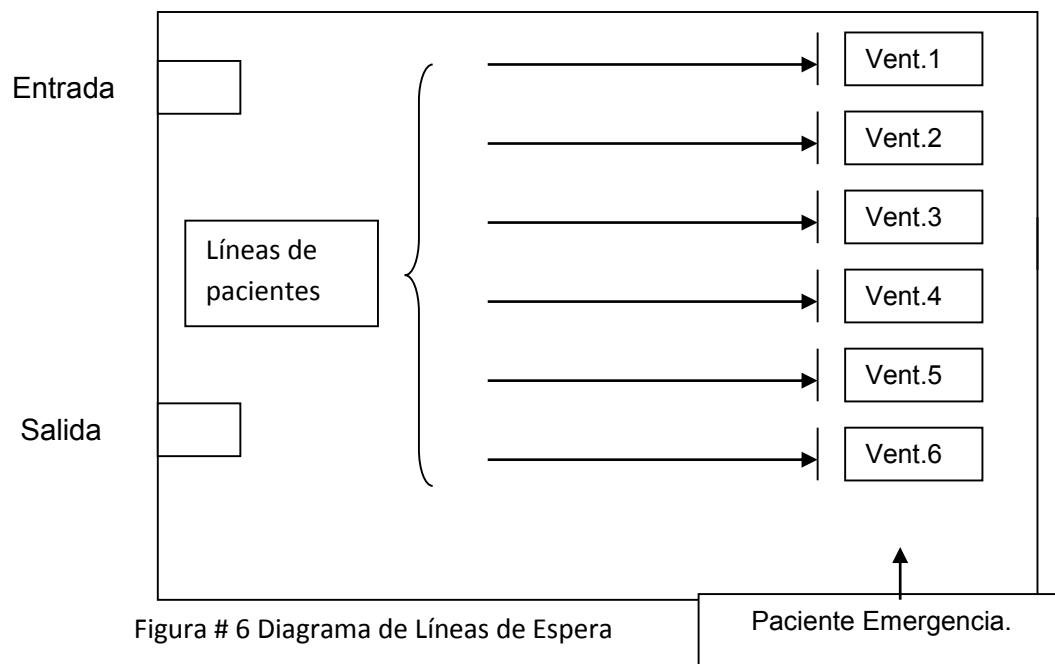 Entrada
Líneas de
pacientes
Salida
Vent.1
Vent.2
Vent.3
Vent.4
Vent.5
Vent.6
Paciente Emergencia.
Figura # 6 Diagrama de Líneas de Espera